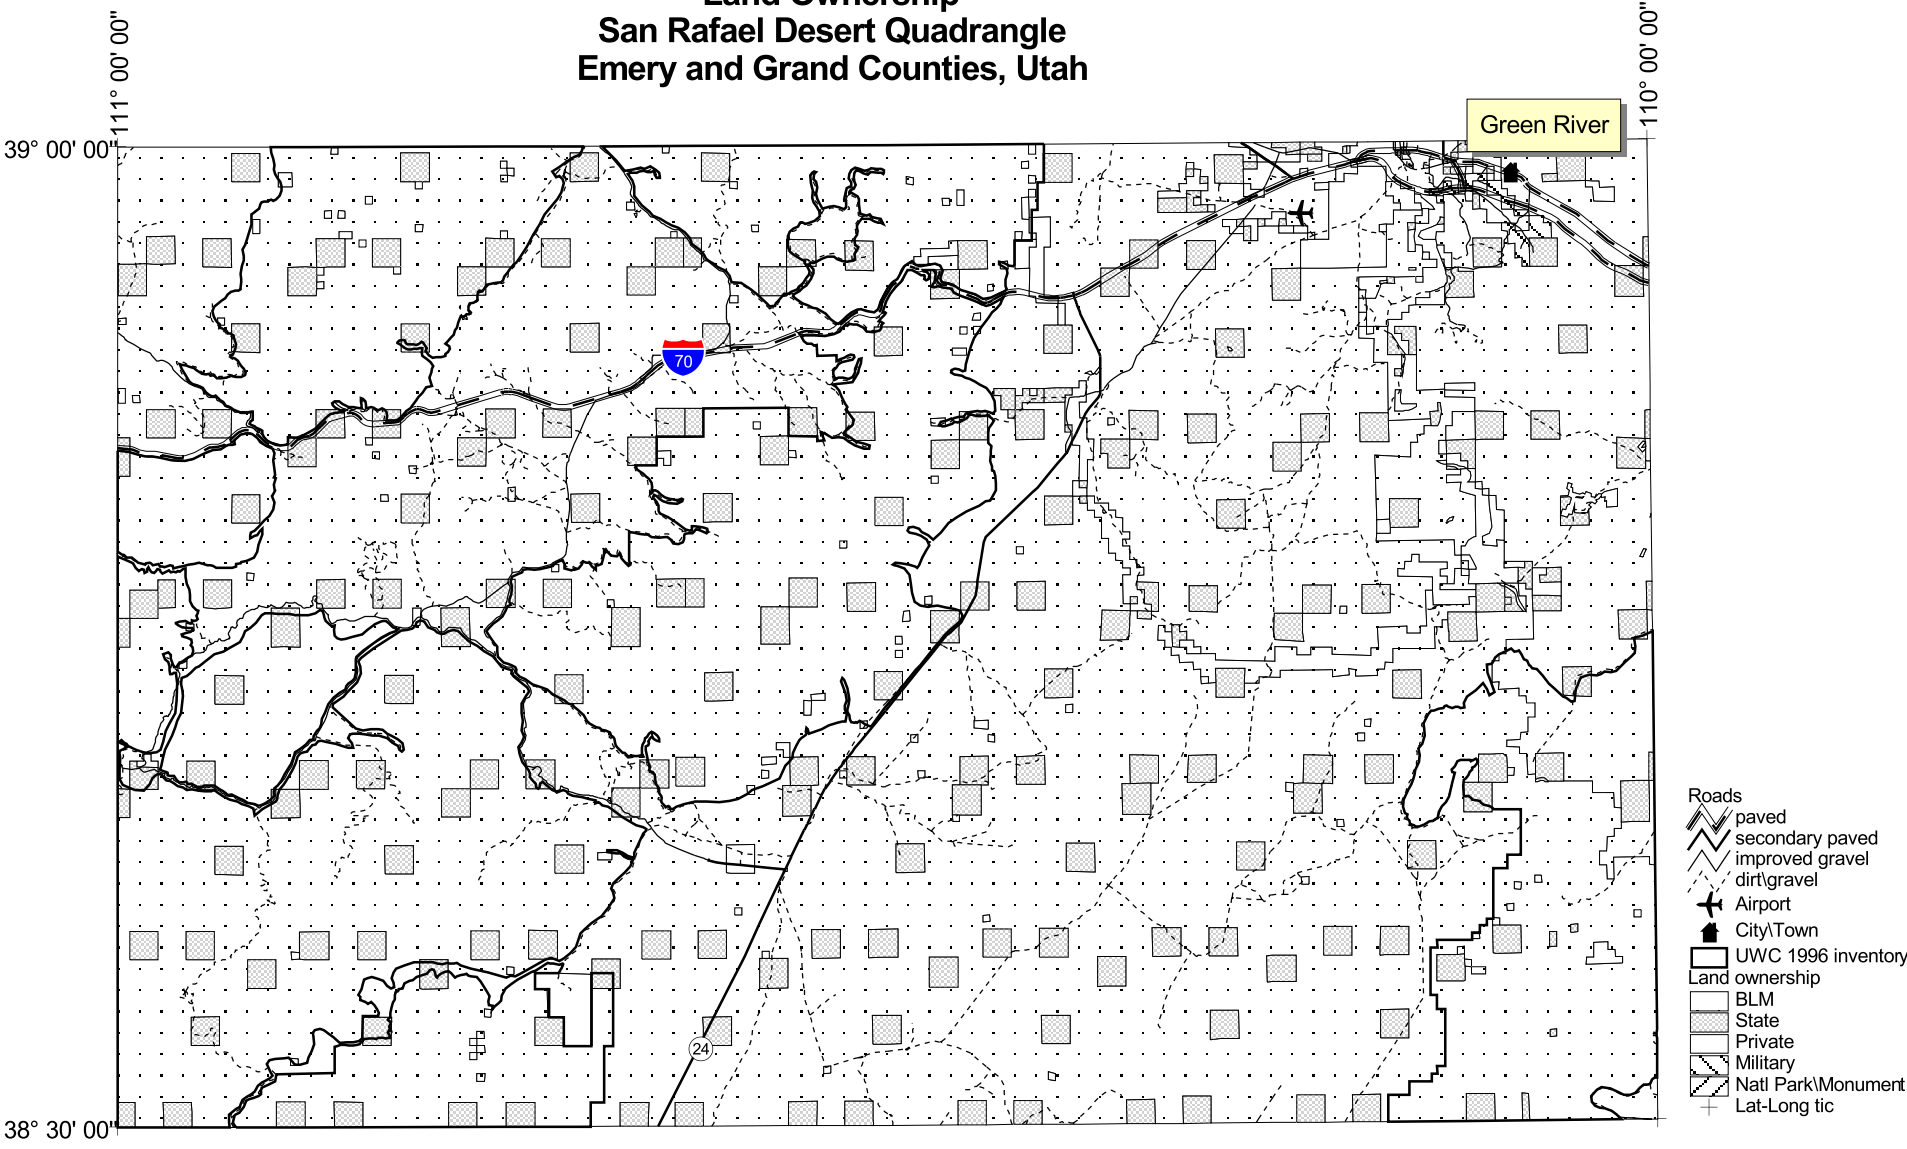 Land Ownership
San Rafael Desert Quadrangle
Emery and Grand Counties, Utah
111° 00' 00"
110° 00' 00"
Green River
39° 00' 00"
70
24
38° 30' 00"
Roads
paved
secondary paved
improved gravel
dirt\gravel
Airport
City\Town
UWC 1996 inventory
Land ownership
BLM
State
Private
Military
Natl Park\Monument
Lat-Long tic